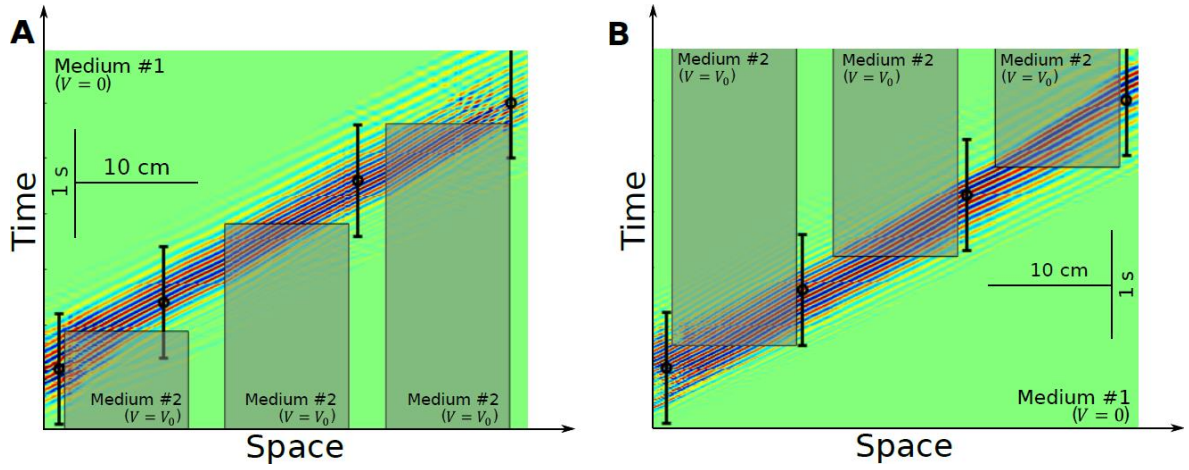 A
Medium #1
(V = 0)
10 cm
1 s
Time
Medium #2
(V = V₀)
Medium #2
(V = V₀)
Medium #2
(V = V₀)
Space
B
Medium #2
(V = V₀)
Medium #2
(V = V₀)
Medium #2
(V = V₀)
Time
10 cm
1 s
Medium #1
(V = 0)
Space